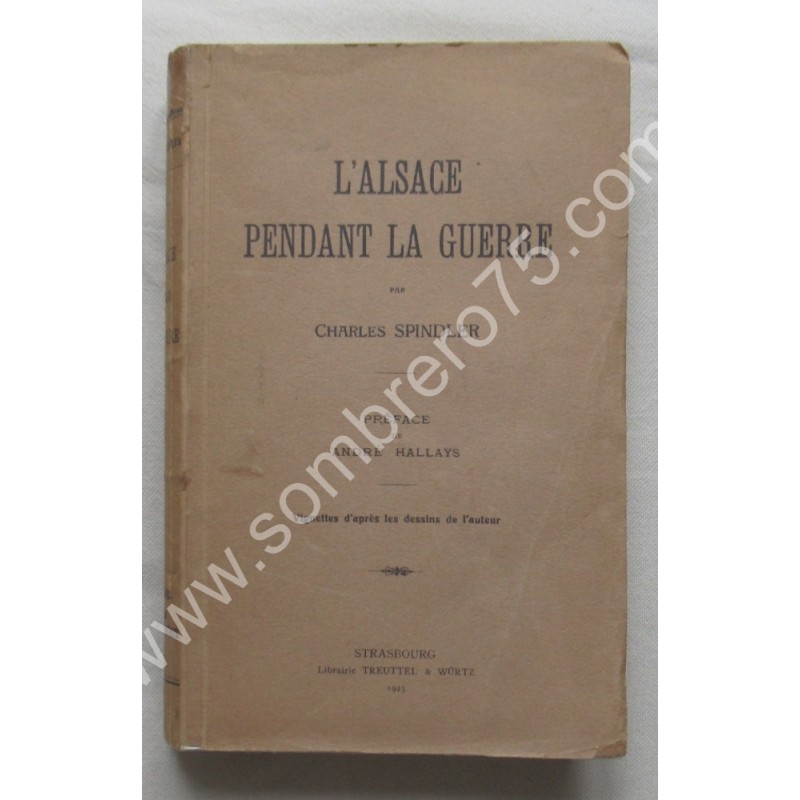 L'ALSACE
PENDANT LA GUERRE
PAR
CHARLES SPINDLER
PRÉFACE
DE
ANDRÉ HALLAYS
Vignettes d'après les dessins de l'auteur
STRASBOURG
Librairie TREUTTEL & WÜRTZ
1925
www.sombrero75.com